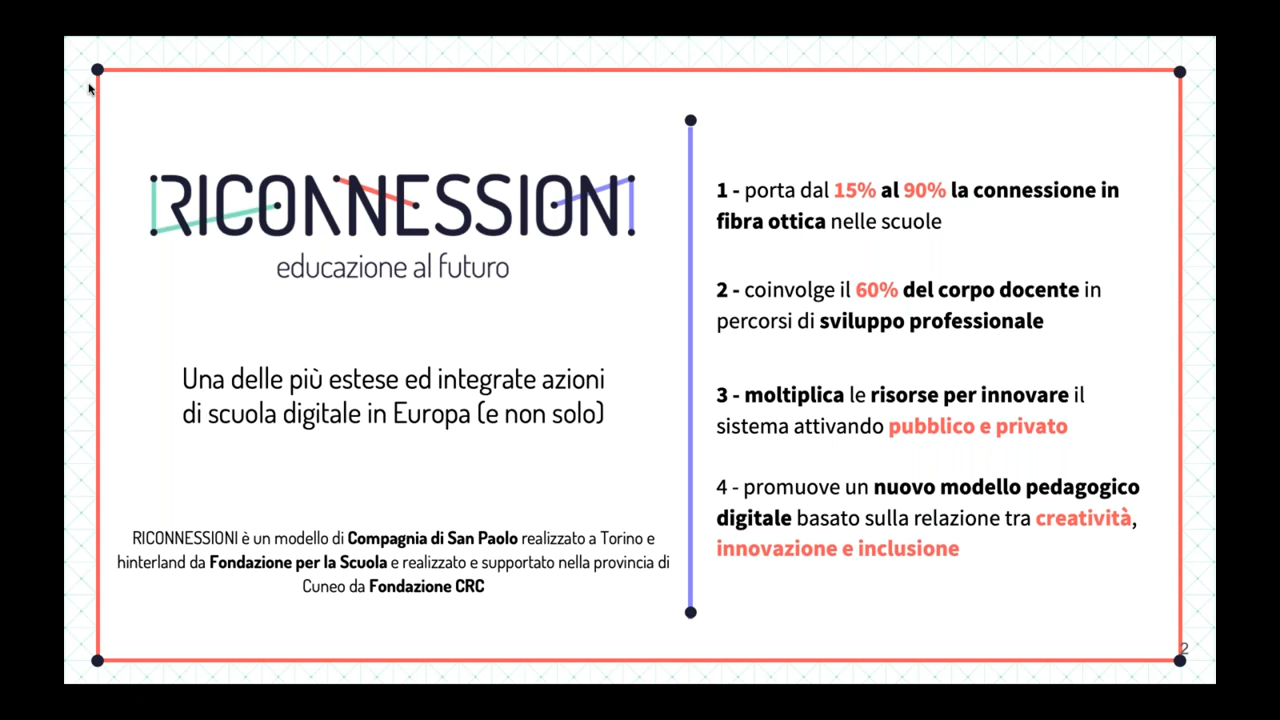 RICONNESSIONI
educazione al futuro
Una delle più estese ed integrate azioni
di scuola digitale in Europa (e non solo)
RICONNESSIONI è un modello di Compagnia di San Paolo realizzato a Torino e
hinterland da Fondazione per la Scuola e realizzato e supportato nella provincia di
Cuneo da Fondazione CRC
1 - porta dal 15% al 90% la connessione in
fibra ottica nelle scuole
2 - coinvolge il 60% del corpo docente in
percorsi di sviluppo professionale
3 - moltiplica le risorse per innovare il
sistema attivando pubblico e privato
4 - promuove un nuovo modello pedagogico
digitale basato sulla relazione tra creatività,
innovazione e inclusione
2